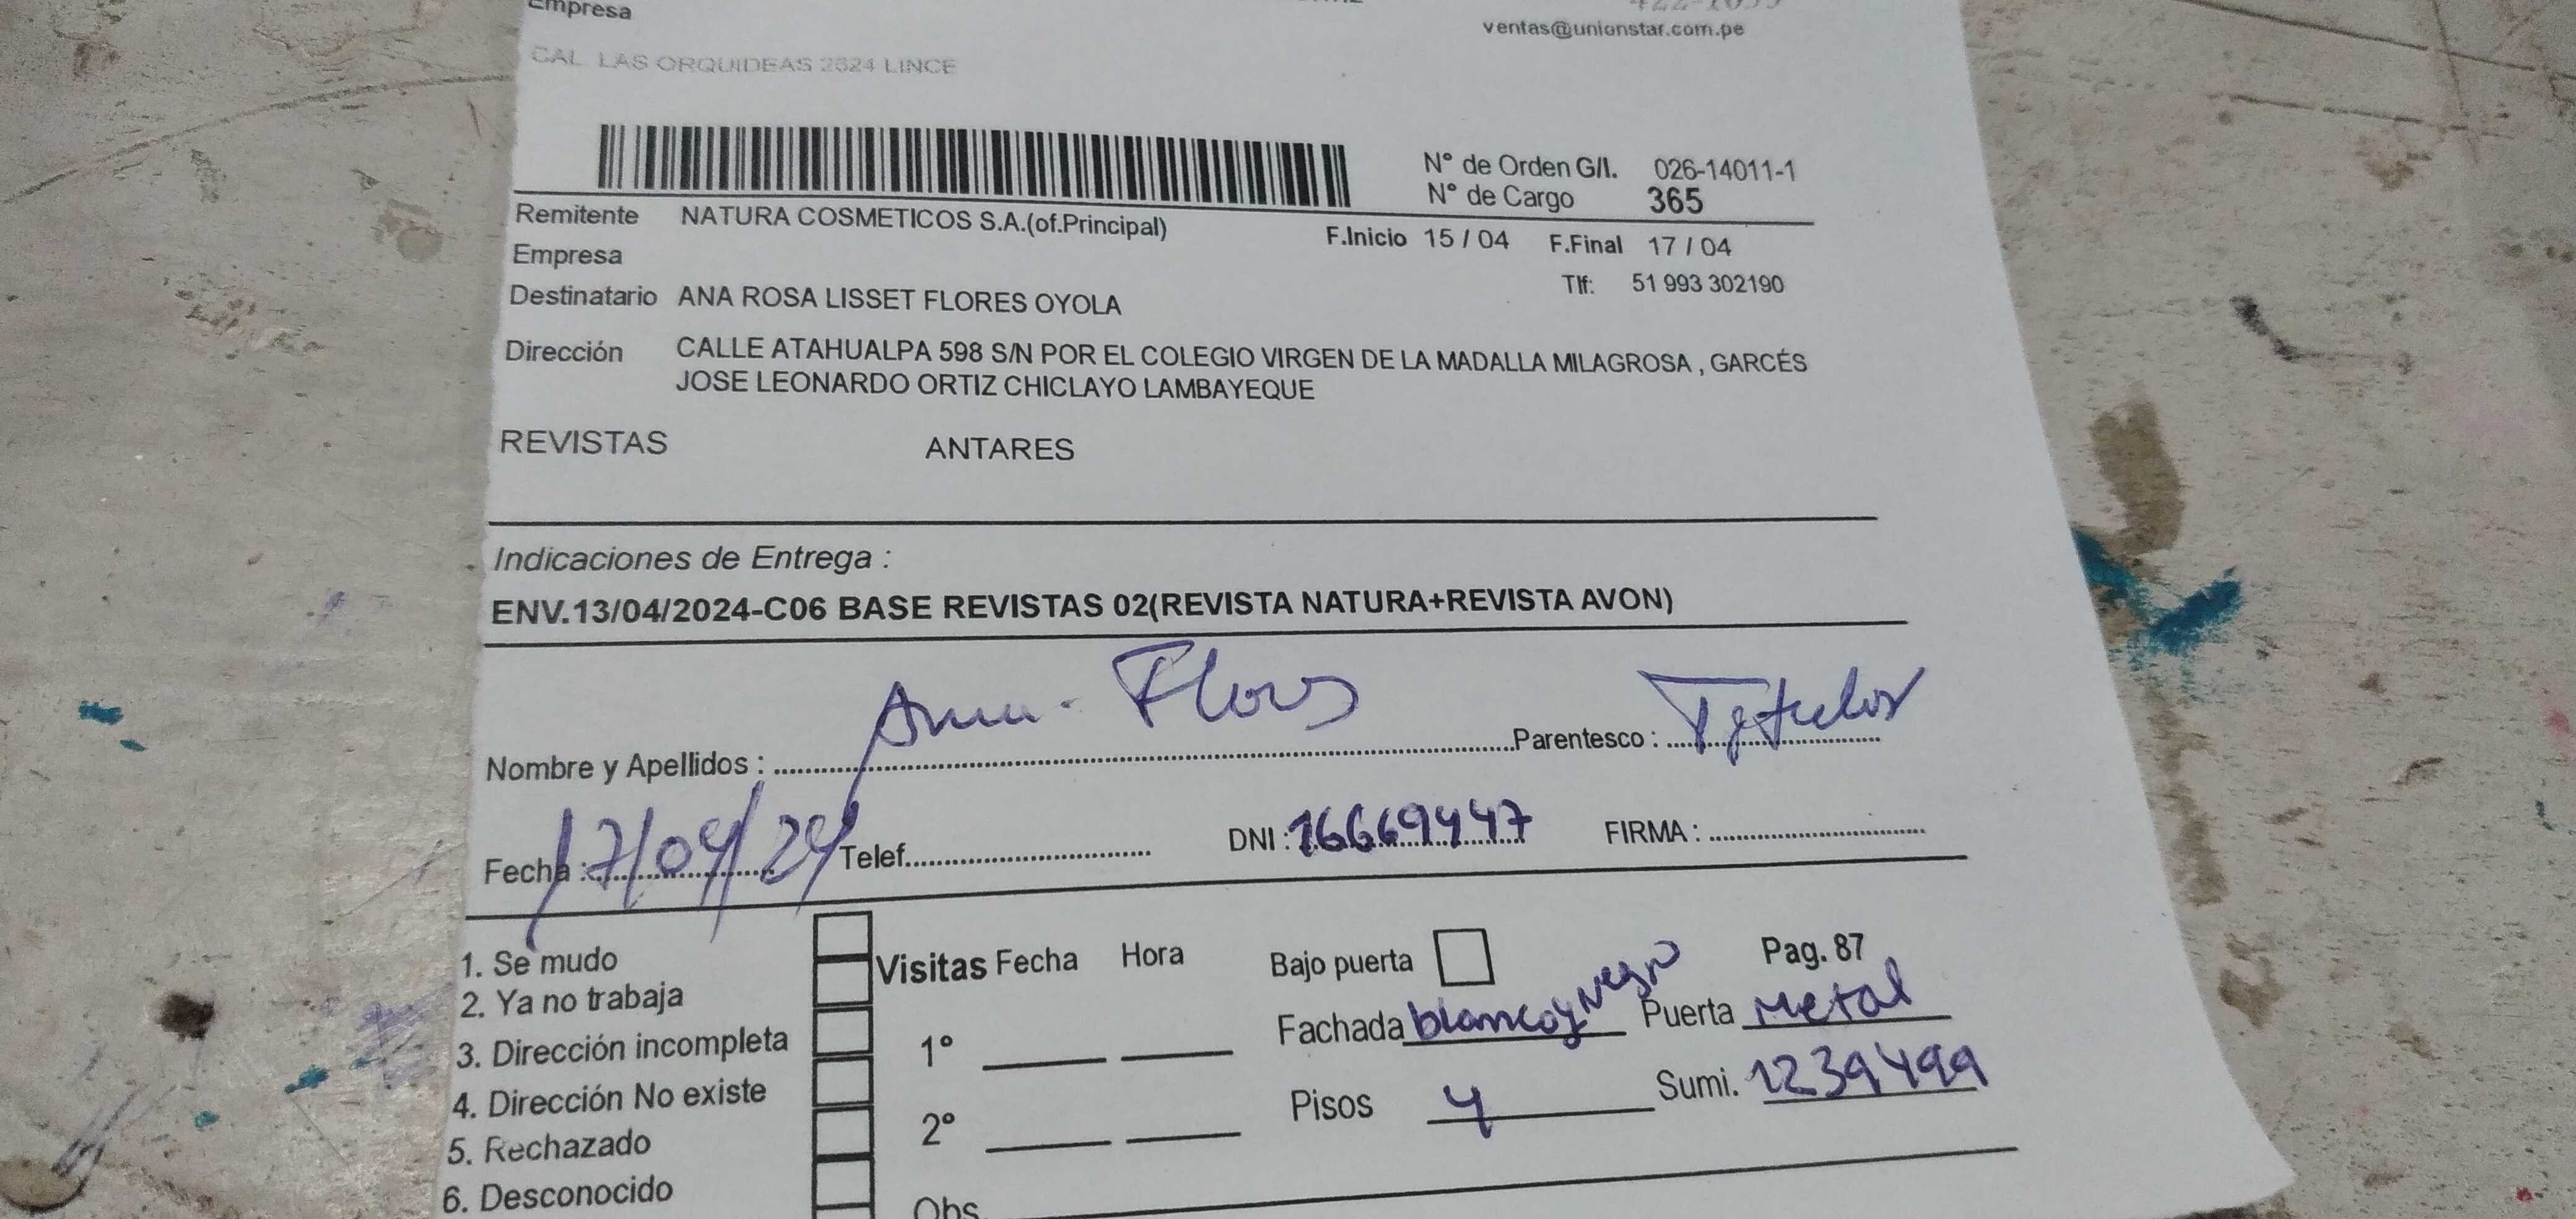 Empresa
ventas@unionstar.com.pe
CAL. LAS ORQUIDEAS 2624 LINCE
N° de Orden G/I. 026-14011-1
N° de Cargo 365
Remitente NATURA COSMETICOS S.A.(of.Principal)
F.Inicio 15 / 04 F.Final 17 / 04
Empresa
Tlf: 51 993 302190
Destinatario ANA ROSA LISSET FLORES OYOLA
Dirección CALLE ATAHUALPA 598 S/N POR EL COLEGIO VIRGEN DE LA MADALLA MILAGROSA , GARCÉS
JOSE LEONARDO ORTIZ CHICLAYO LAMBAYEQUE
REVISTAS ANTARES
Indicaciones de Entrega :
ENV.13/04/2024-C06 BASE REVISTAS 02(REVISTA NATURA+REVISTA AVON)
Nombre y Apellidos : Ana Flores Parentesco : Titular
Fecha : 17/04/24 Telef. DNI : 16669447 FIRMA :
1. Se mudo
2. Ya no trabaja
3. Dirección incompleta
4. Dirección No existe
5. Rechazado
6. Desconocido
Visitas Fecha Hora
1°
2°
Obs.
Bajo puerta Pag. 87
Fachada blanco y negro Puerta Metal
Pisos 4 Sumi. 1239499